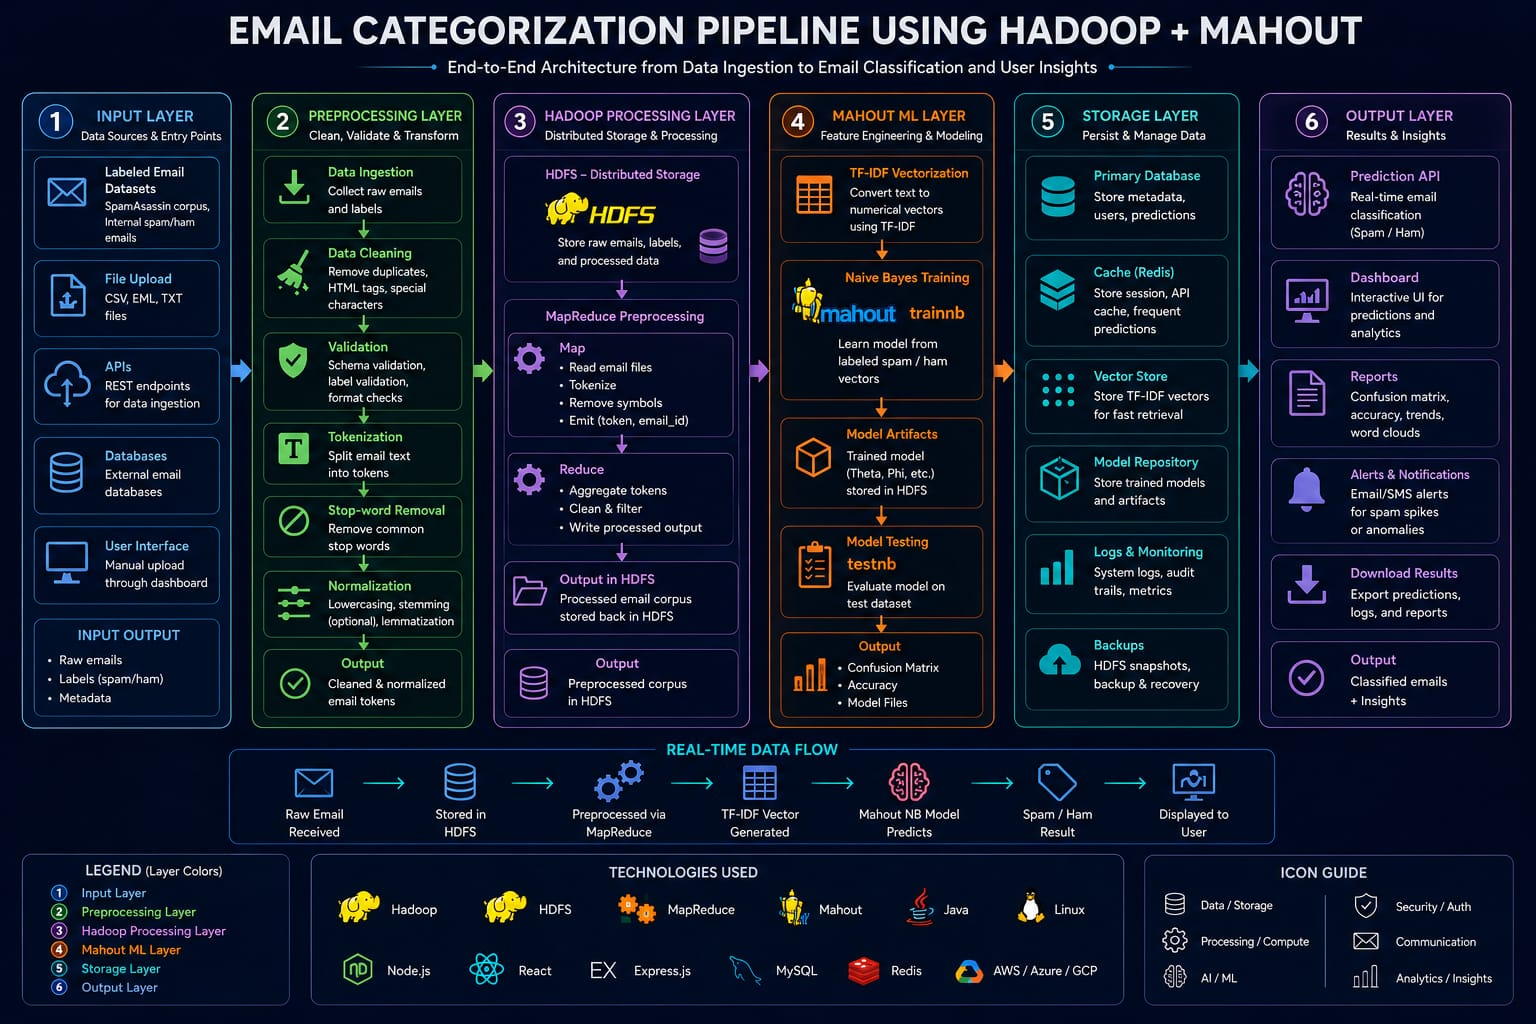 EMAIL CATEGORIZATION PIPELINE USING HADOOP + MAHOUT
End-to-End Architecture from Data Ingestion to Email Classification and User Insights
1
INPUT LAYER
Data Sources & Entry Points
Labeled Email
Datasets
SpamAsassin corpus,
Internal spam/ham
emails
File Upload
CSV, EML, TXT
files
APIs
REST endpoints
for data ingestion
Databases
External email
databases
User Interface
Manual upload
through dashboard
INPUT OUTPUT
• Raw emails
• Labels (spam/ham)
• Metadata
2
PREPROCESSING LAYER
Clean, Validate & Transform
Data Ingestion
Collect raw emails
and labels
Data Cleaning
Remove duplicates,
HTML tags, special
characters
Validation
Schema validation,
label validation,
format checks
T
Tokenization
Split email text
into tokens
Stop-word Removal
Remove common
stop words
Normalization
Lowercasing, stemming
(optional), lemmatization
Output
Cleaned & normalized
email tokens
3
HADOOP PROCESSING LAYER
Distributed Storage & Processing
HDFS – Distributed Storage
HDFS
Store raw emails, labels,
and processed data
MapReduce Preprocessing
Map
• Read email files
• Tokenize
• Remove symbols
• Emit (token, email_id)
Reduce
• Aggregate tokens
• Clean & filter
• Write processed output
Output in HDFS
Processed email corpus
stored back in HDFS
Output
Preprocessed corpus
in HDFS
4
MAHOUT ML LAYER
Feature Engineering & Modeling
TF-IDF Vectorization
Convert text to
numerical vectors
using TF-IDF
Naive Bayes Training
mahout trainnb
Learn model from
labeled spam / ham
vectors
Model Artifacts
Trained model
(Theta, Phi, etc.)
stored in HDFS
Model Testing
testnb
Evaluate model on
test dataset
Output
• Confusion Matrix
• Accuracy
• Model Files
5
STORAGE LAYER
Persist & Manage Data
Primary Database
Store metadata,
users, predictions
Cache (Redis)
Store session, API
cache, frequent
predictions
Vector Store
Store TF-IDF vectors
for fast retrieval
Model Repository
Store trained models
and artifacts
Logs & Monitoring
System logs, audit
trails, metrics
Backups
HDFS snapshots,
backup & recovery
6
OUTPUT LAYER
Results & Insights
Prediction API
Real-time email
classification
(Spam / Ham)
Dashboard
Interactive UI for
predictions and
analytics
Reports
Confusion matrix,
accuracy, trends,
word clouds
Alerts & Notifications
Email/SMS alerts
for spam spikes
or anomalies
Download Results
Export predictions,
logs, and reports
Output
Classified emails
+ Insights
REAL-TIME DATA FLOW
Raw Email
Received
Stored in
HDFS
Preprocessed via
MapReduce
TF-IDF Vector
Generated
Mahout NB Model
Predicts
Spam / Ham
Result
Displayed to
User
LEGEND (Layer Colors)
1 Input Layer
2 Preprocessing Layer
3 Hadoop Processing Layer
4 Mahout ML Layer
5 Storage Layer
6 Output Layer
TECHNOLOGIES USED
Hadoop
HDFS
MapReduce
Mahout
Java
Linux
Node.js
React
EX Express.js
MySQL
Redis
AWS / Azure / GCP
ICON GUIDE
Data / Storage
Processing / Compute
AI / ML
Security / Auth
Communication
Analytics / Insights